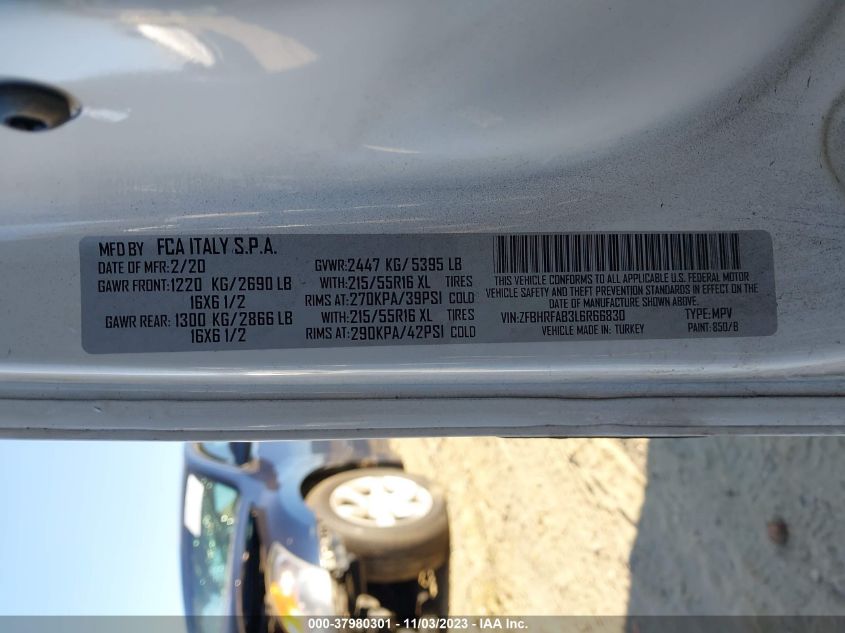 MFD BY FCA ITALY S.P.A.
DATE OF MFR: 2/20 GVWR: 2447 KG/ 5395 LB
GAWR FRONT: 1220 KG/2690 LB WITH: 215/55R16 XL TIRES
16X6 1/2 RIMS AT: 270KPA/39PSI COLD
GAWR REAR: 1300 KG/2866 LB WITH: 215/55R16 XL TIRES
16X6 1/2 RIMS AT: 290KPA/42PSI COLD
THIS VEHICLE CONFORMS TO ALL APPLICABLE U.S. FEDERAL MOTOR
VEHICLE SAFETY, BUMPER, AND THEFT PREVENTION STANDARDS IN EFFECT
ON THE DATE OF MANUFACTURE SHOWN ABOVE.
VIN: ZFBHRFAB3L6R66830 TYPE: MPV
VEHICLE MADE IN: TURKEY PAINT: 850/B
000-37980301 - 11/03/2023 - IAA Inc.